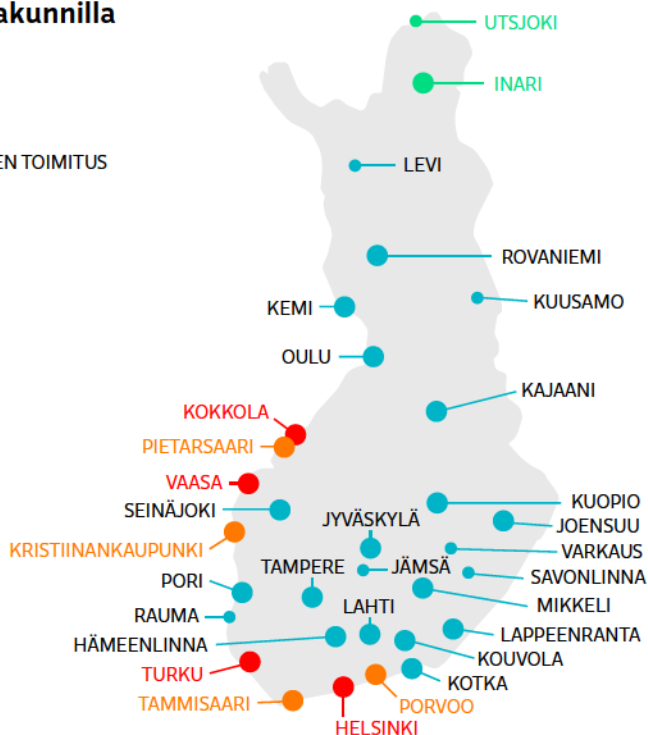 akunnilla
UTSJOKI
INARI
EN TOIMITUS
LEVI
ROVANIEMI
KUUSAMO
KEMI
OULU
KAJAANI
KOKKOLA
PIETARSAARI
VAASA
SEINÄJOKI
KUOPIO
JYVÄSKYLÄ
JOENSUU
KRISTIINANKAUPUNKI
VARKAUS
TAMPERE
JÄMSÄ
SAVONLINNA
PORI
LAHTI
MIKKELI
RAUMA
LAPPEENRANTA
HÄMEENLINNA
KOUVOLA
TURKU
KOTKA
TAMMISAARI
PORVOO
HELSINKI